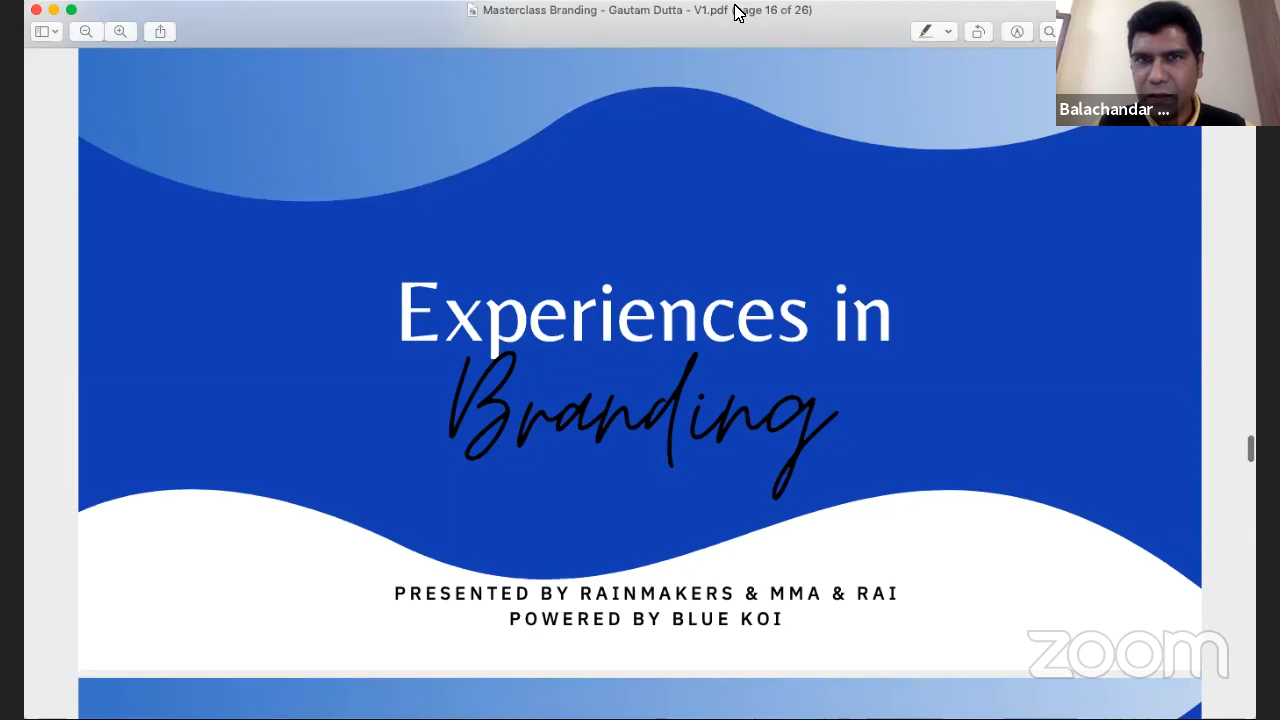 Masterclass Branding - Gautam Dutta - V1.pdf (page 16 of 26)
Balachandar ...
Experiences in
Branding
PRESENTED BY RAINMAKERS & MMA & RAI
POWERED BY BLUE KOI
zoom